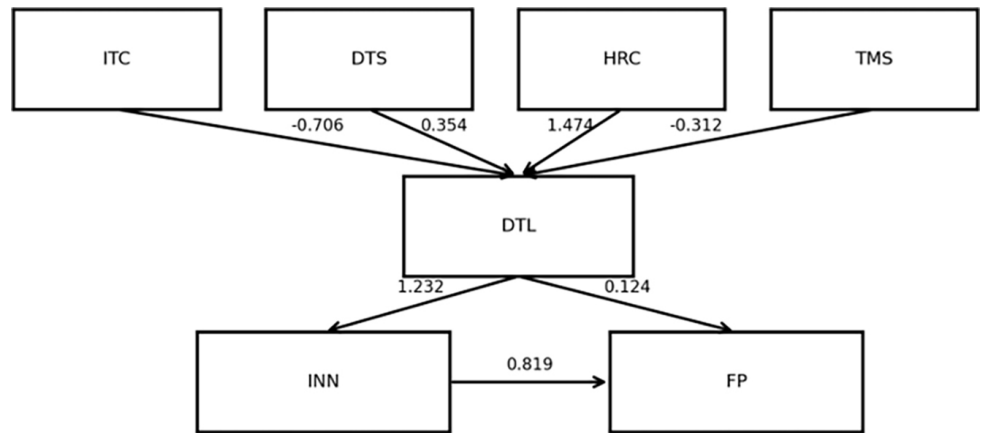 ITC
DTS
HRC
TMS
-0.706
0.354
1.474
-0.312
DTL
1.232
0.124
INN
0.819
FP